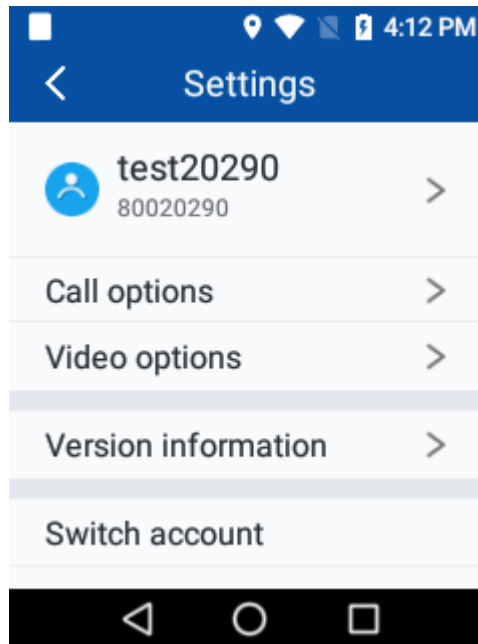 4:12 PM
Settings
test20290
80020290
Call options
Video options
Version information
Switch account